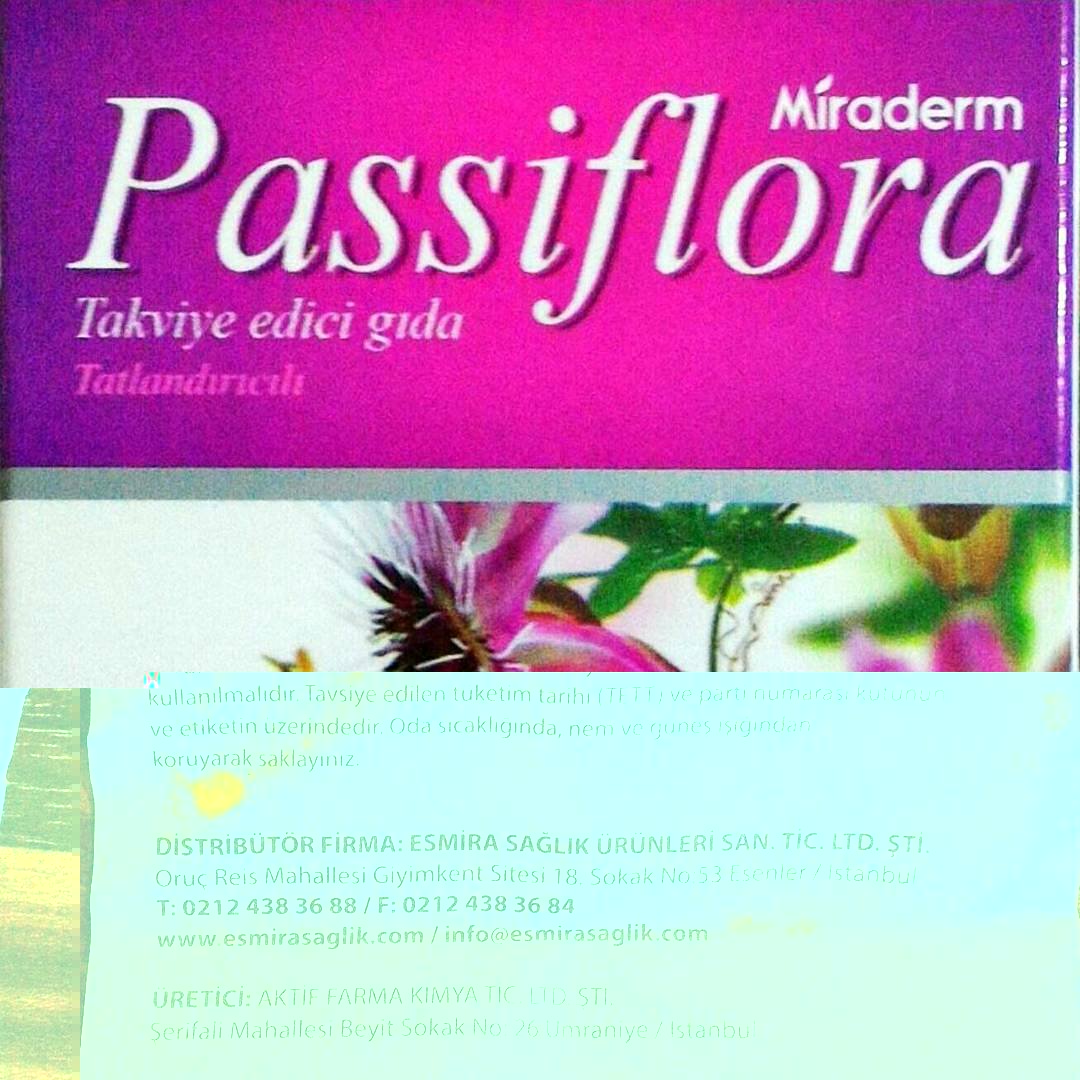 Miraderm
Passiflora
Takviye edici gıda
Tatlandırıcılı
kullanılmalıdır. Tavsiye edilen tüketim tarihi (TETT) ve parti numarası kutunun
ve etiketin üzerindedir. Oda sıcaklığında, nem ve güneş ışığından
koruyarak saklayınız.
DİSTRİBÜTÖR FİRMA: ESMİRA SAĞLIK ÜRÜNLERİ SAN. TİC. LTD. ŞTİ.
Oruç Reis Mahallesi Giyimkent Sitesi 18. Sokak No 53 Esenler / İstanbul
T: 0212 438 36 88 / F: 0212 438 36 84
www.esmirasaglik.com / info@esmirasaglik.com
ÜRETİCİ: AKTİF FARMA KİMYA TİC. LTD. ŞTİ.
Şerifali Mahallesi Beyit Sokak No: 26 Ümraniye / İstanbul